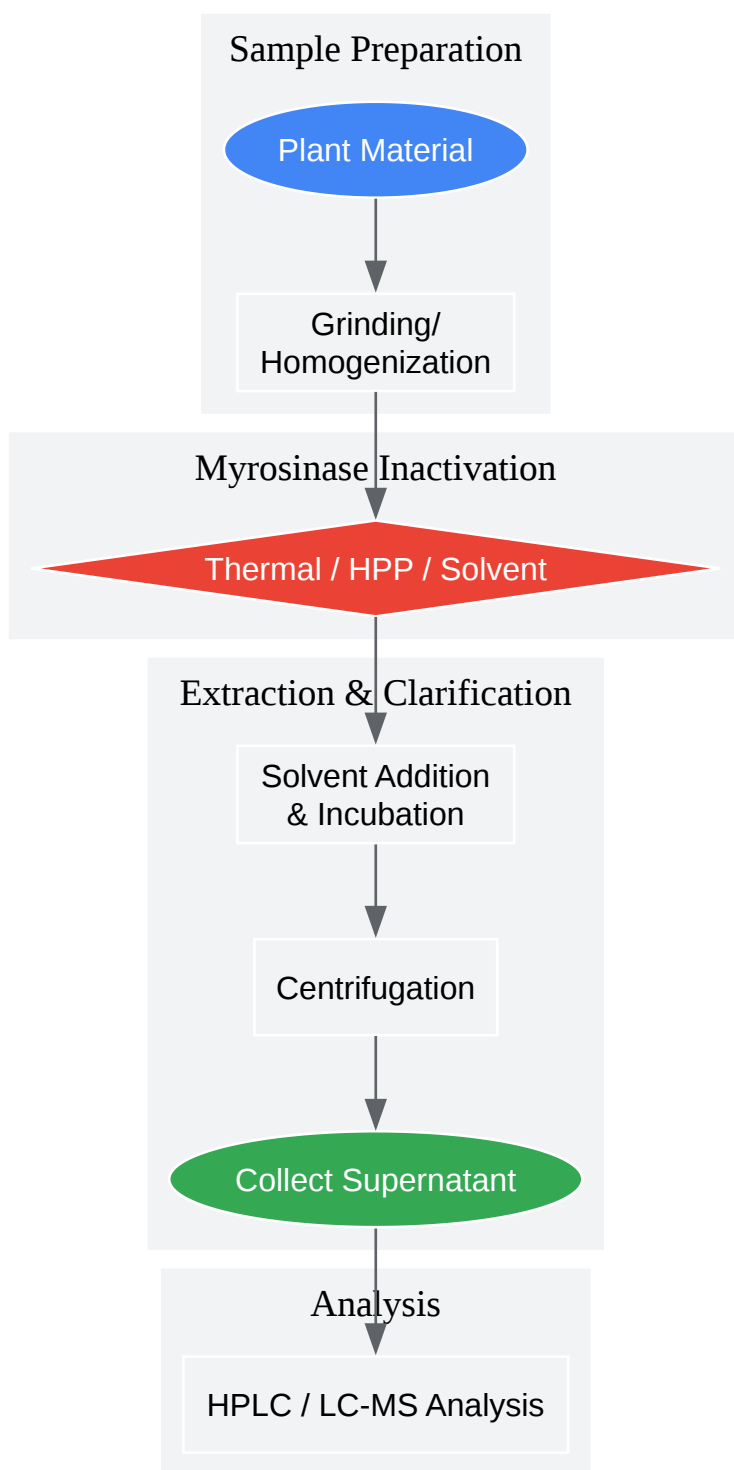 Sample Preparation
Plant Material
Grinding/
Homogenization
Myrosinase Inactivation
Thermal / HPP / Solvent
Extraction & Clarification
Solvent Addition
& Incubation
Centrifugation
Collect Supernatant
Analysis
HPLC / LC-MS Analysis